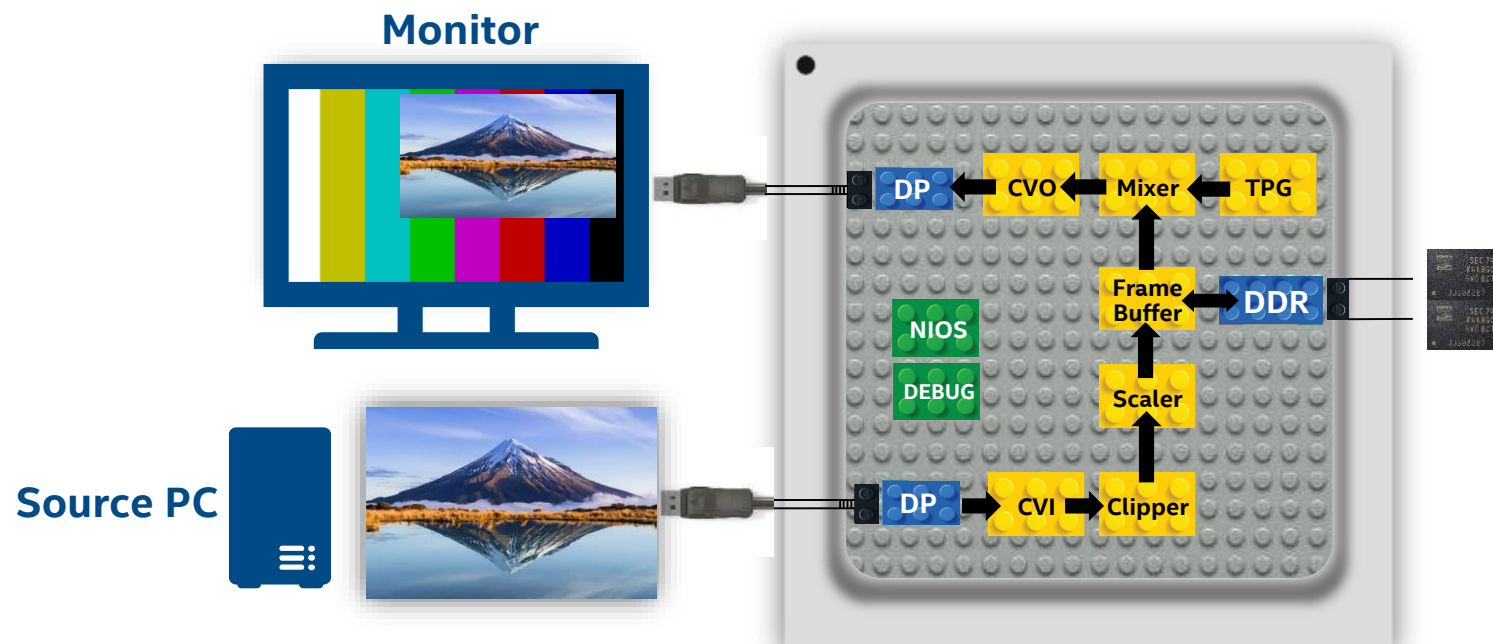 Monitor
DP
CVO
Mixer
TPG
Frame
Buffer
DDR
NIOS
DEBUG
Scaler
Source PC
DP
CVI
Clipper